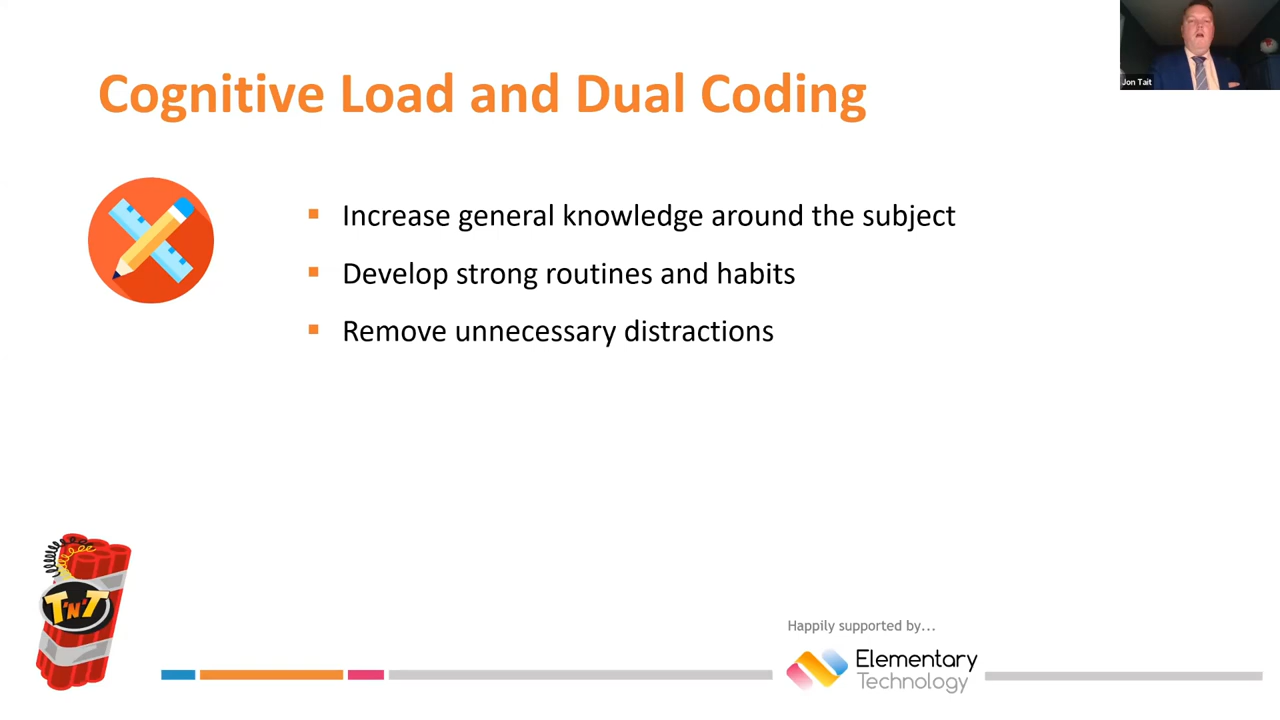 Jon Tait
Cognitive Load and Dual Coding
Increase general knowledge around the subject
Develop strong routines and habits
Remove unnecessary distractions
T'N'T
Happily supported by...
Elementary
Technology